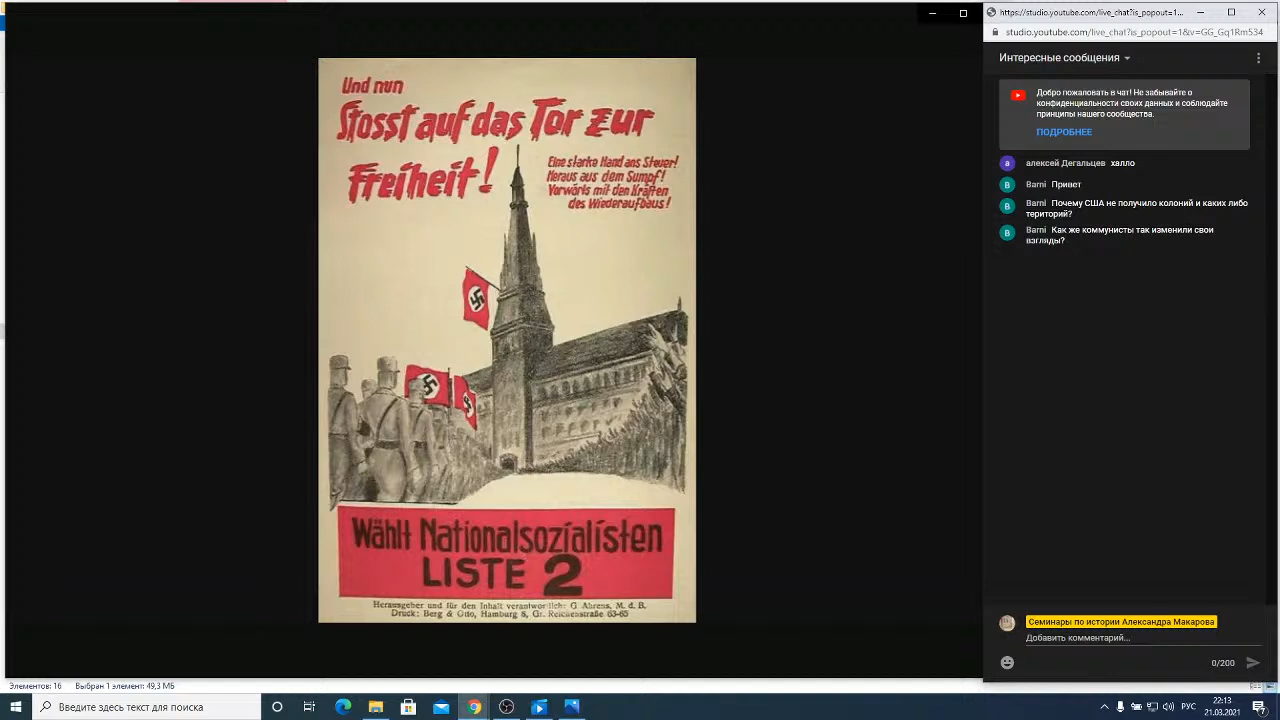 https://studio.youtube.com/live_chat?is_popout=1...
studio.youtube.com/live_chat?is_popout=1&v=GG_Gq1Rm534
Интересные сообщения
Добро пожаловать в чат! Не забывайте о
конфиденциальности своих данных и соблюдайте
принципы нашего сообщества.
ПОДРОБНЕЕ
a алексей Дегальцев халло
B Barni Привет
B Barni Почему США не получило колоний и каких либо
територий?
B Barni Как же коммунисты так изменили свои
взгляды?
Und nun
Stosst auf das Tor zur
Freiheit!
Eine starke Hand ans Steuer!
Heraus aus dem Sumpf!
Vorwärts mit den Kräften
des Wiederaufbaus!
Wählt Nationalsozialisten
LISTE 2
Herausgeber und für den Inhalt verantwortlich: G. Ahrens, M. d. B.
Druck: Berg & Otto, Hamburg 8, Gr. Reichenstraße 63-65
Семинары по истории Александра Макарова
Добавить комментарий...
0/200
Элементов: 16 Выбран 1 элемент: 49,3 МБ
Введите здесь текст для поиска
РУС
22:13
21.03.2021